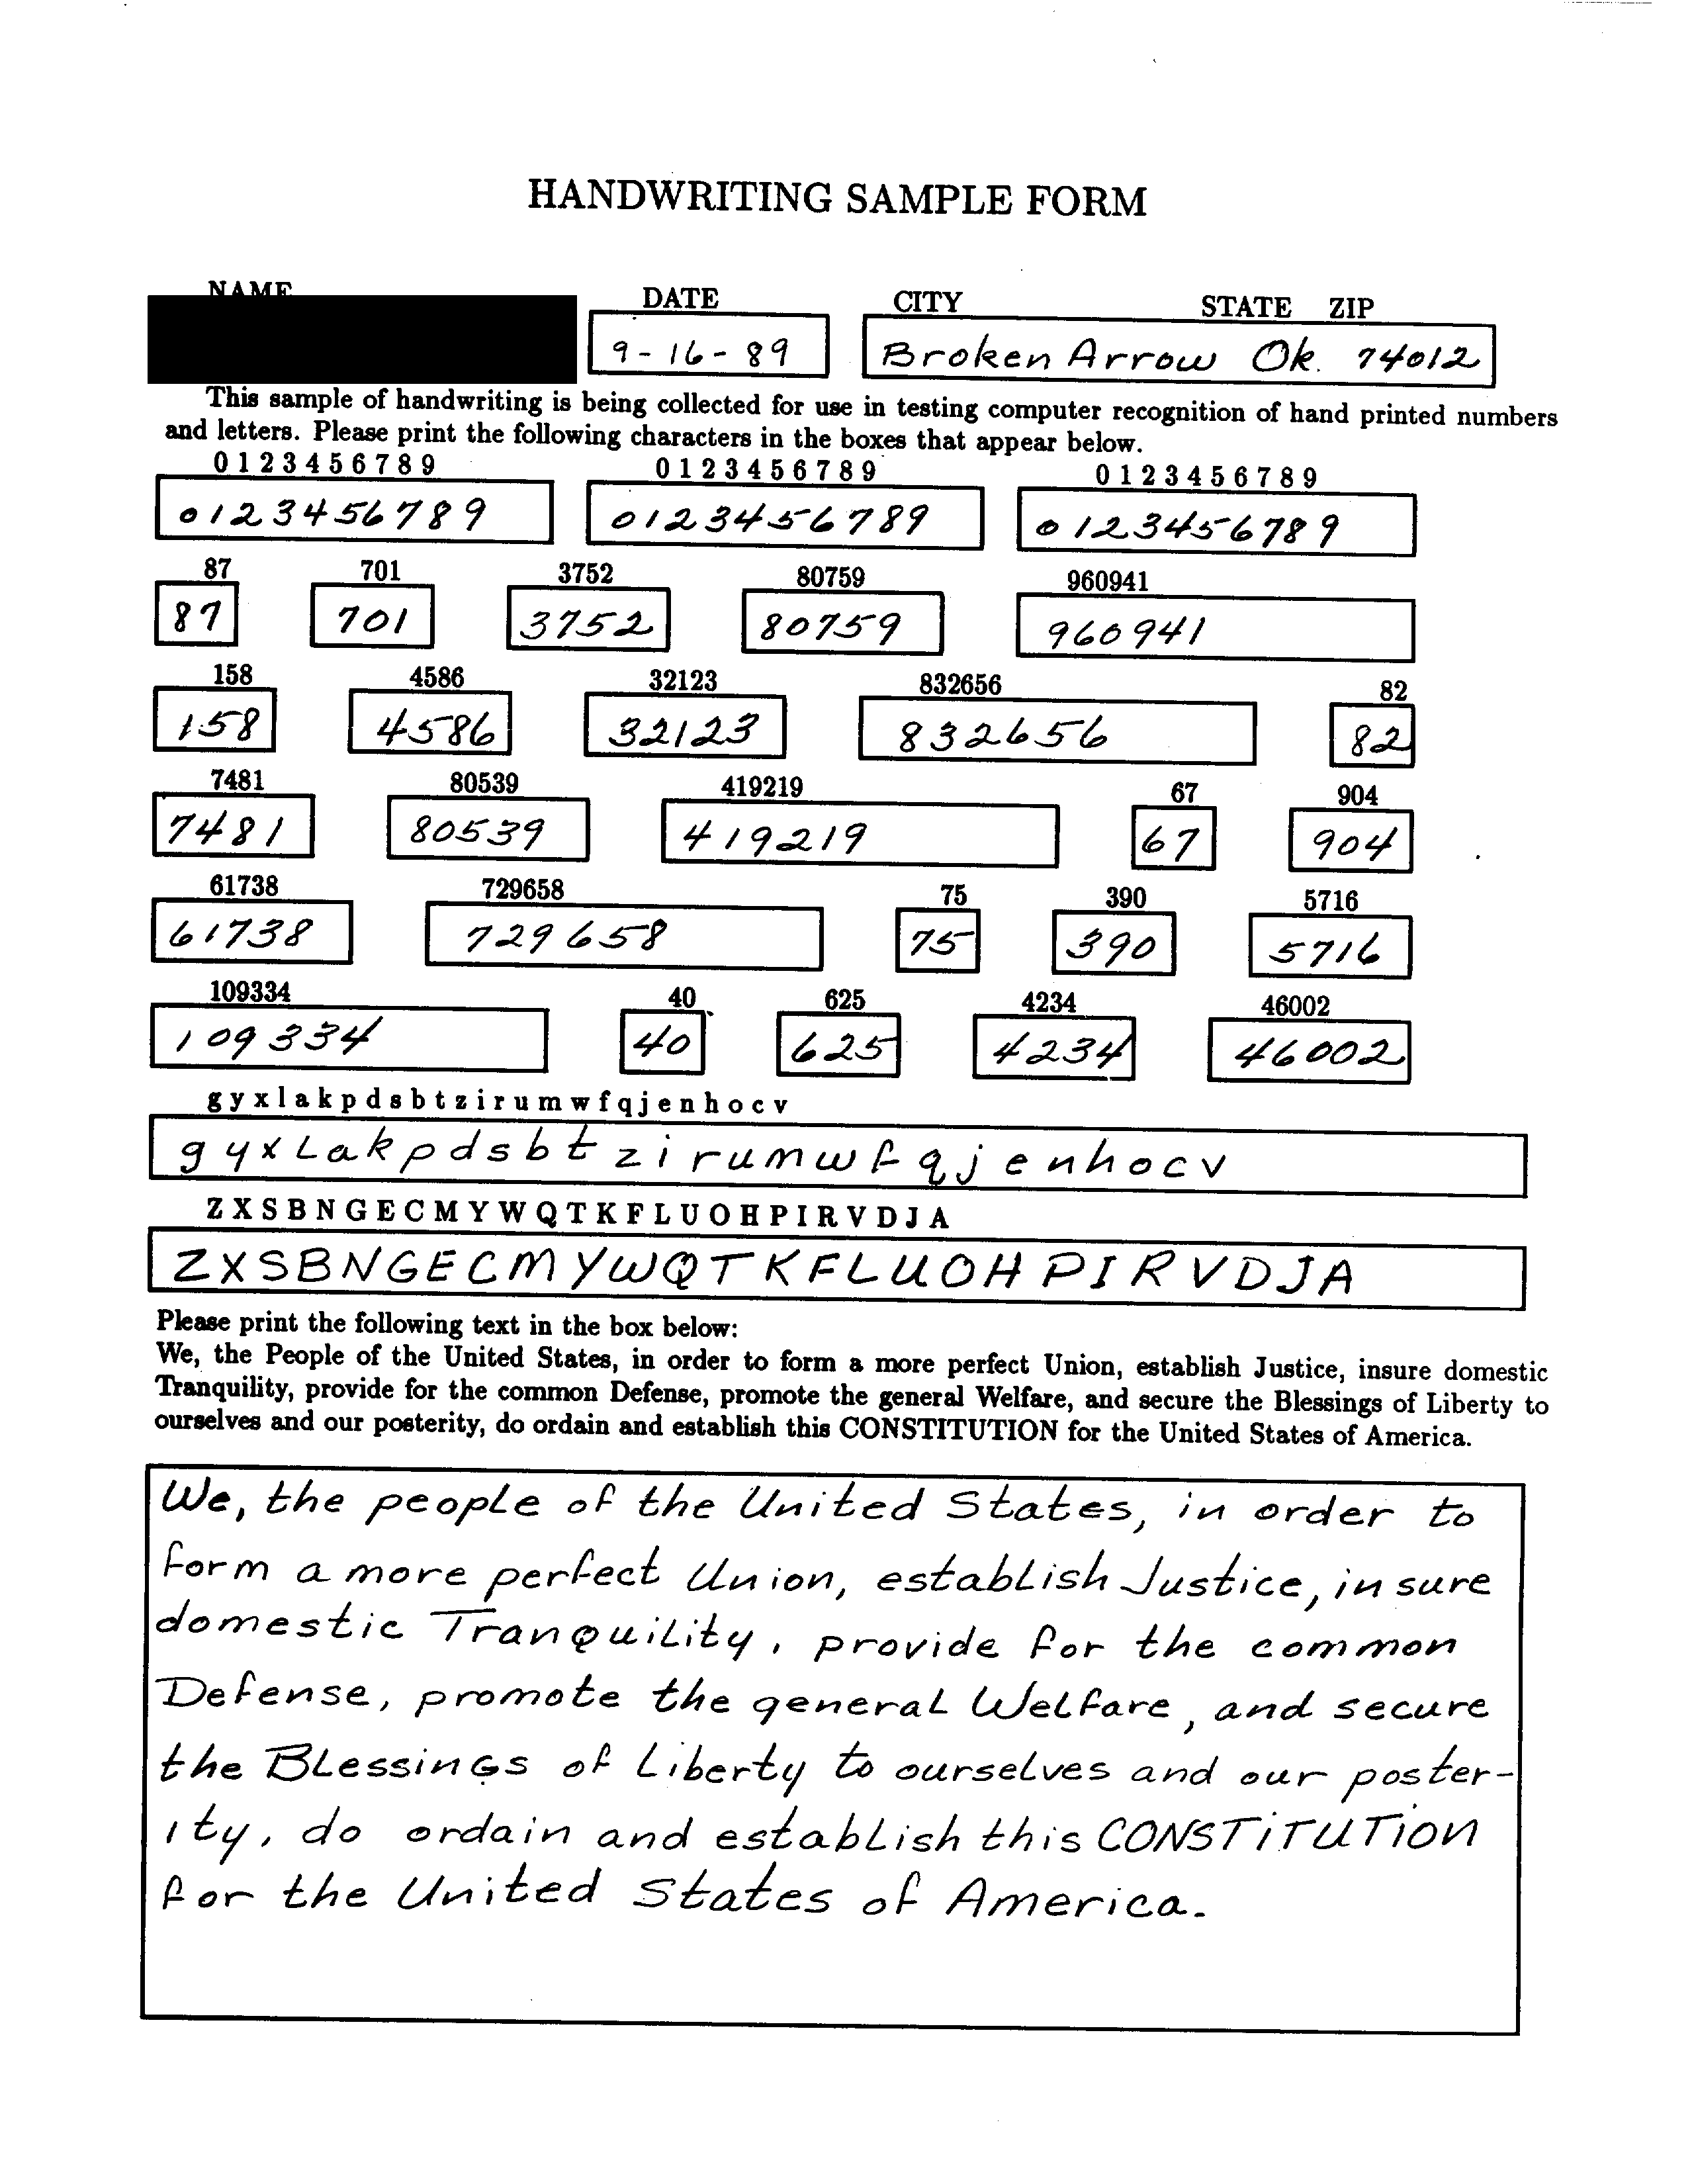 HANDWRITING SAMPLE FORM
NAME DATE CITY STATE ZIP
9-16-89 Broken Arrow Ok. 74012
This sample of handwriting is being collected for use in testing computer recognition of hand printed numbers
and letters. Please print the following characters in the boxes that appear below.
0 1 2 3 4 5 6 7 8 9 0 1 2 3 4 5 6 7 8 9 0 1 2 3 4 5 6 7 8 9
0123456789 0123456789 0123456789
87 701 3752 80759 960941
87 701 3752 80759 960941
158 4586 32123 832656 82
158 4586 32123 832656 82
7481 80539 419219 67 904
7481 80539 419219 67 904
61738 729658 75 390 5716
61738 729658 75 390 5716
109334 40 625 4234 46002
109334 40 625 4234 46002
g y x l a k p d s b t z i r u m w f q j e n h o c v
g y x L a k p d s b t z i r u m w f q j e n h o c v
Z X S B N G E C M Y W Q T K F L U O H P I R V D J A
Z X S B N G E C M Y W Q T K F L U O H P I R V D J A
Please print the following text in the box below:
We, the People of the United States, in order to form a more perfect Union, establish Justice, insure domestic
Tranquility, provide for the common Defense, promote the general Welfare, and secure the Blessings of Liberty to
ourselves and our posterity, do ordain and establish this CONSTITUTION for the United States of America.
We, the people of the United States, in order to
form a more perfect Union, establish Justice, insure
domestic Tranquility, provide for the common
Defense, promote the general Welfare, and secure
the Blessings of Liberty to ourselves and our poster-
ity, do ordain and establish this CONSTiTUTiON
for the United States of America.